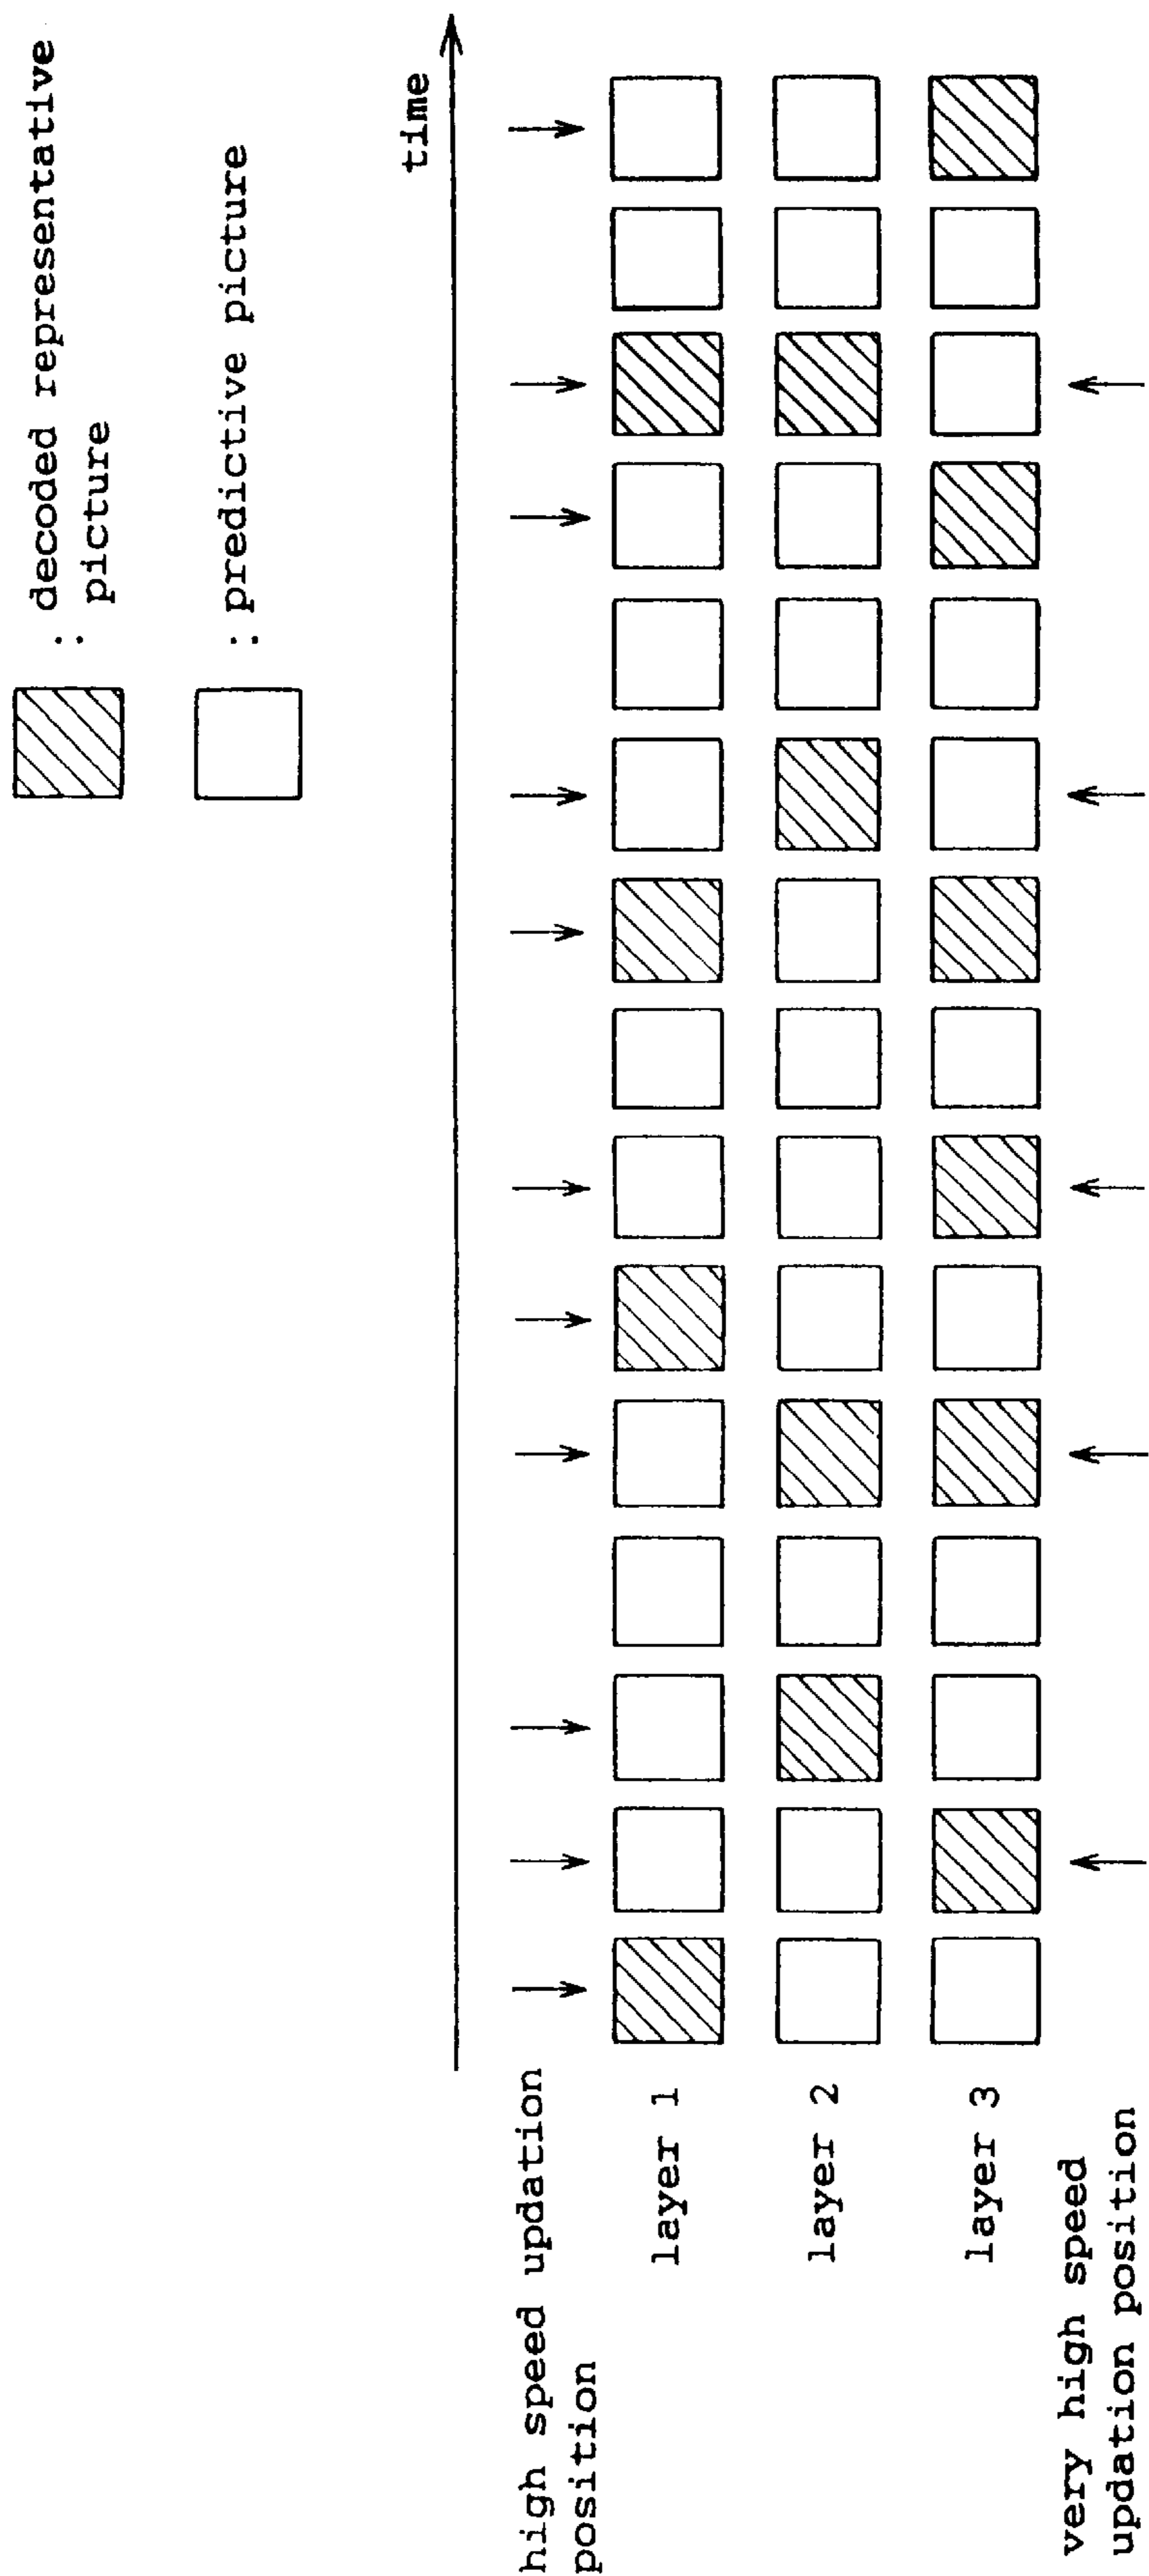 : decoded representative
picture
: predictive picture
time
high speed updation
position
layer 1
layer 2
layer 3
very high speed
updation position